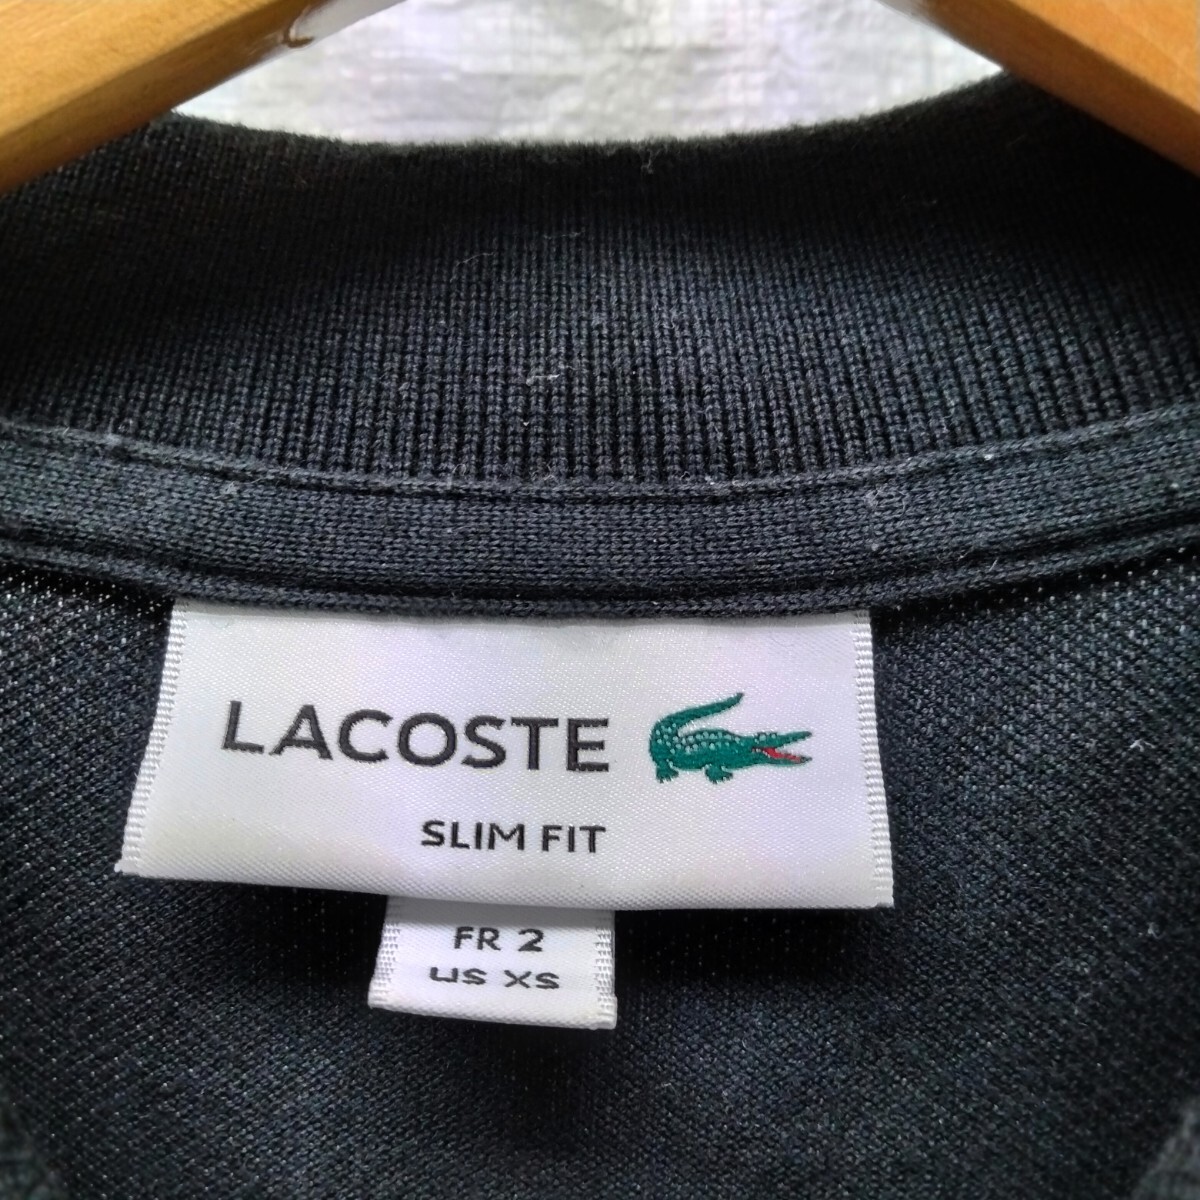 LACOSTE
SLIM FIT
FR 2
US XS